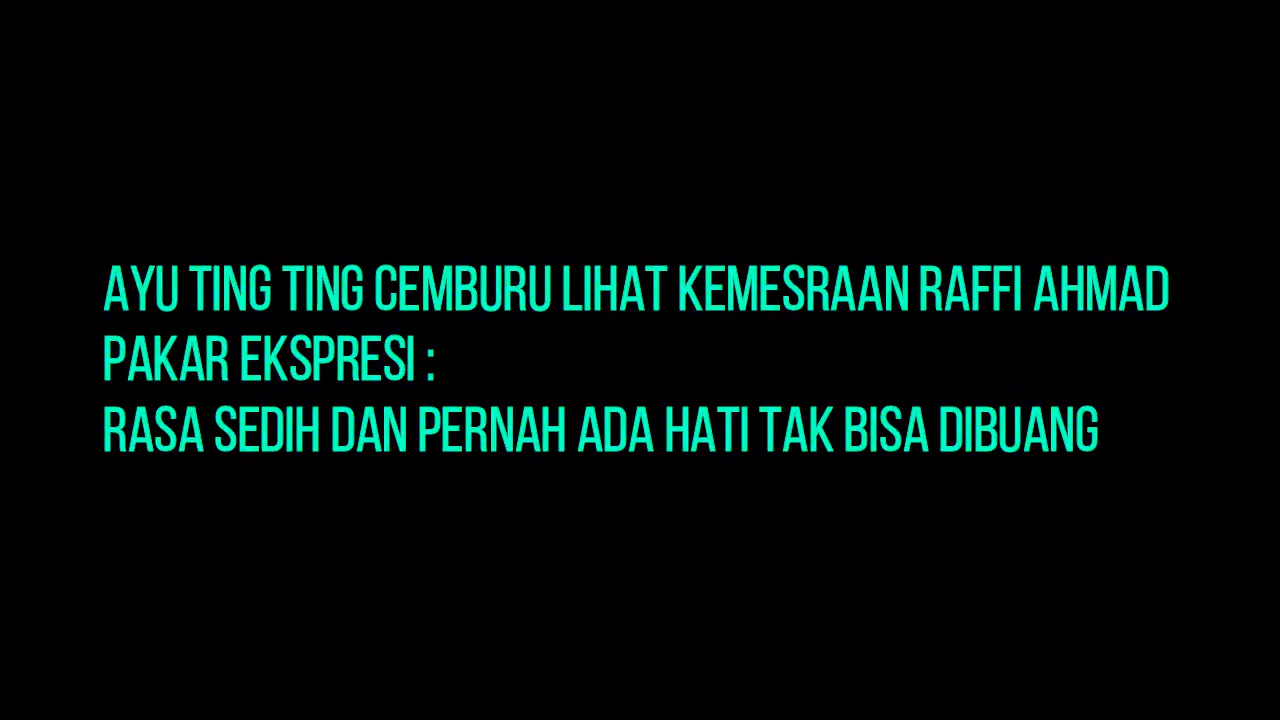 AYU TING TING CEMBURU LIHAT KEMESRAAN RAFFI AHMAD
PAKAR EKSPRESI :
RASA SEDIH DAN PERNAH ADA HATI TAK BISA DIBUANG